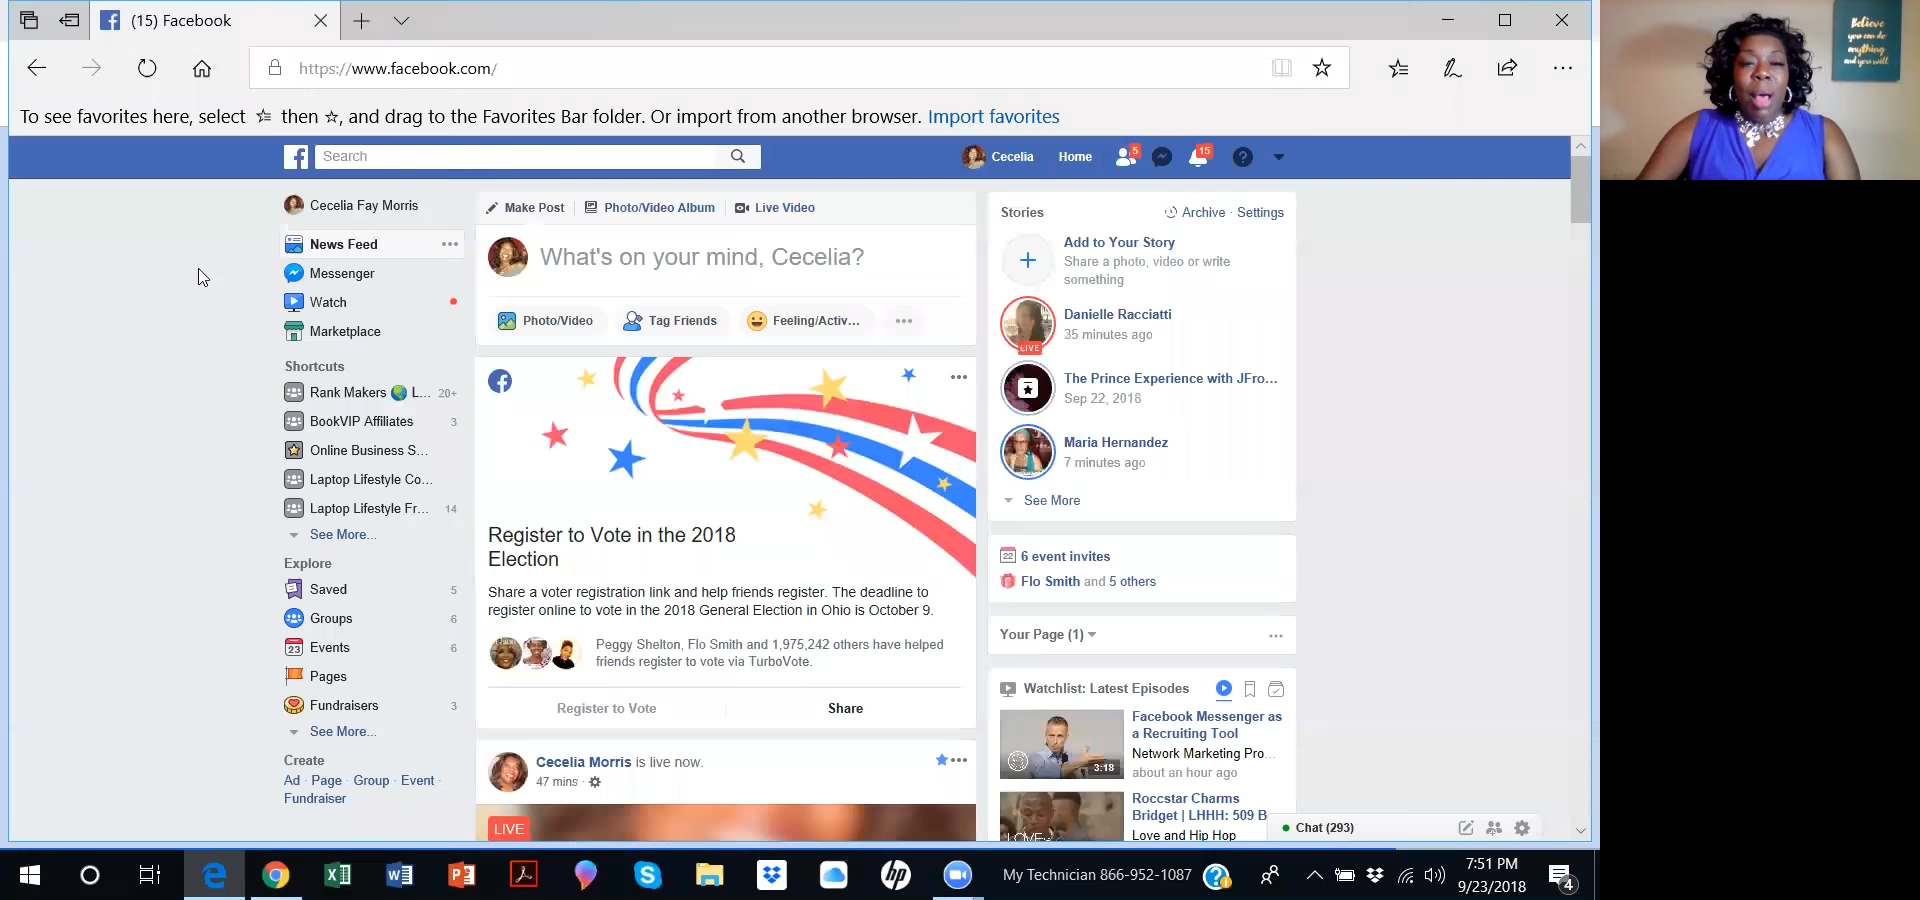 (15) Facebook
https://www.facebook.com/
To see favorites here, select then, and drag to the Favorites Bar folder. Or import from another browser. Import favorites
Search
Cecelia
Home
5
15
Cecelia Fay Morris
News Feed
Messenger
Watch
Marketplace
Shortcuts
Rank Makers 🌏 L... 20+
BookVIP Affiliates 3
Online Business S...
Laptop Lifestyle Co...
Laptop Lifestyle Fr... 14
See More...
Explore
Saved 5
Groups 6
23 Events 6
Pages
Fundraisers 3
See More...
Create
Ad · Page · Group · Event ·
Fundraiser
Make Post
Photo/Video Album
Live Video
What's on your mind, Cecelia?
Photo/Video
Tag Friends
Feeling/Activ...
Register to Vote in the 2018
Election
Share a voter registration link and help friends register. The deadline to
register online to vote in the 2018 General Election in Ohio is October 9.
Peggy Shelton, Flo Smith and 1,975,242 others have helped
friends register to vote via TurboVote.
Register to Vote
Share
Cecelia Morris is live now.
47 mins ·
LIVE
Stories
Archive · Settings
Add to Your Story
Share a photo, video or write
something
Danielle Racciatti
35 minutes ago
LIVE
The Prince Experience with JFro...
Sep 22, 2018
Maria Hernandez
7 minutes ago
See More
22 6 event invites
Flo Smith and 5 others
Your Page (1)
Watchlist: Latest Episodes
Facebook Messenger as
a Recruiting Tool
Network Marketing Pro...
about an hour ago
3:18
Roccstar Charms
Bridget | LHHH: 509 B
Love and Hip Hop
LOVE
Chat (293)
My Technician 866-952-1087
7:51 PM
9/23/2018
4
Believe
you can do
anything
and you will